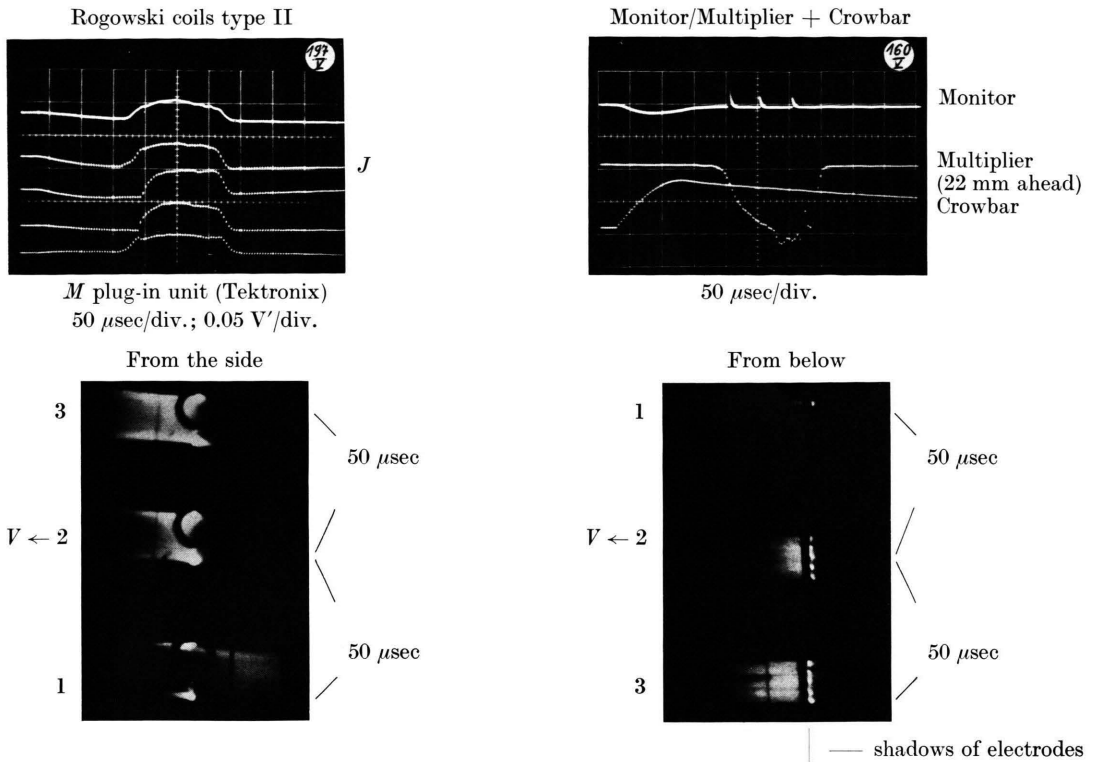 Rogowski coils type II
197
V
J
M plug-in unit (Tektronix)
50 μsec/div.; 0.05 V′/div.
Monitor/Multiplier + Crowbar
160
V
Monitor
Multiplier
(22 mm ahead)
Crowbar
50 μsec/div.
From the side
3
50 μsec
V ← 2
50 μsec
1
From below
1
50 μsec
V ← 2
50 μsec
3
shadows of electrodes